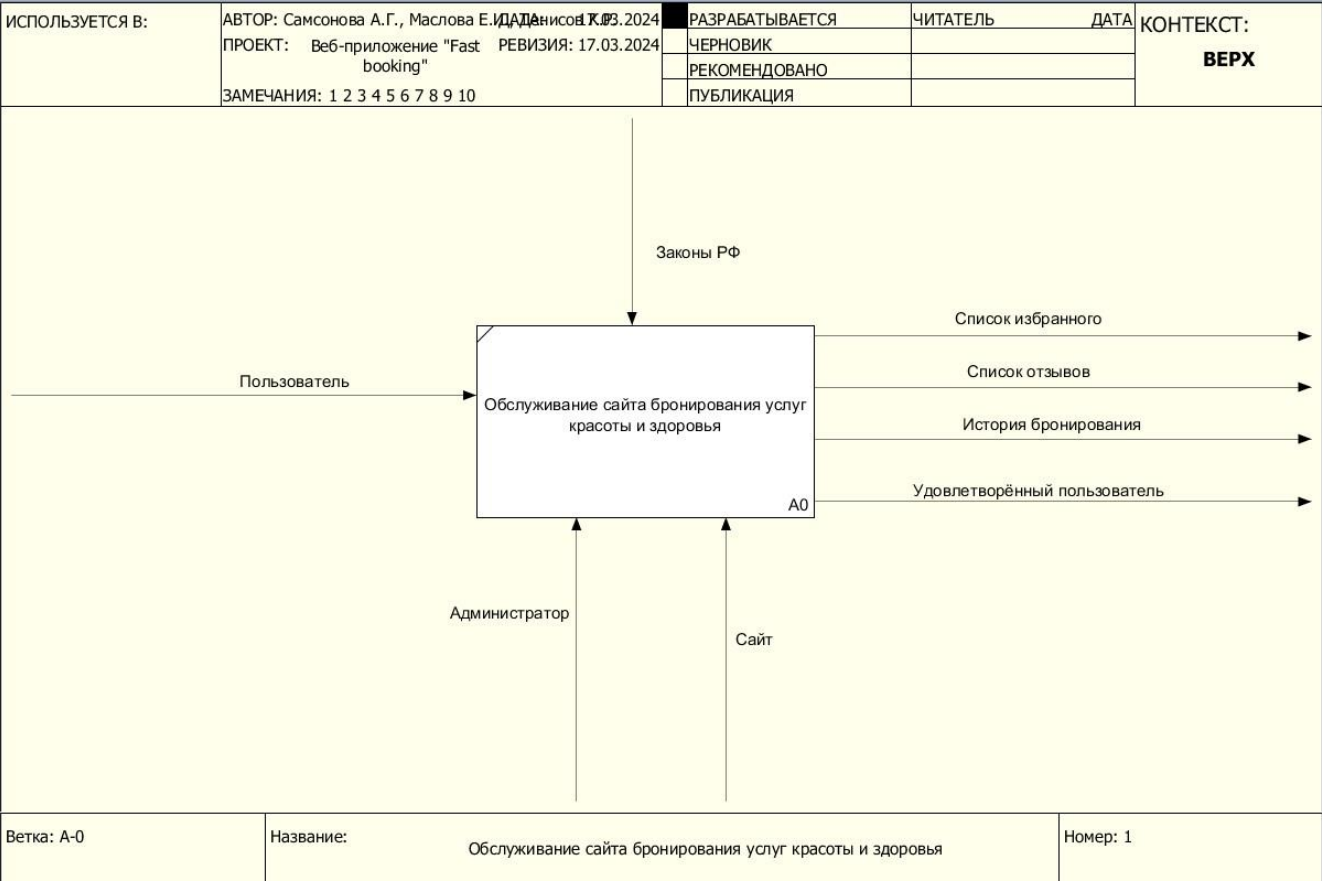 ИСПОЛЬЗУЕТСЯ В:
АВТОР: Самсонова А.Г., Маслова Е.И., Денисов К.Р.
ДАТА: 17.03.2024
ПРОЕКТ: Веб-приложение "Fast
booking"
РЕВИЗИЯ: 17.03.2024
ЗАМЕЧАНИЯ: 1 2 3 4 5 6 7 8 9 10
РАЗРАБАТЫВАЕТСЯ
ЧЕРНОВИК
РЕКОМЕНДОВАНО
ПУБЛИКАЦИЯ
ЧИТАТЕЛЬ ДАТА
КОНТЕКСТ:
ВЕРХ
Законы РФ
Пользователь
Обслуживание сайта бронирования услуг
красоты и здоровья
A0
Список избранного
Список отзывов
История бронирования
Удовлетворённый пользователь
Администратор
Сайт
Ветка: A-0
Название:
Обслуживание сайта бронирования услуг красоты и здоровья
Номер: 1